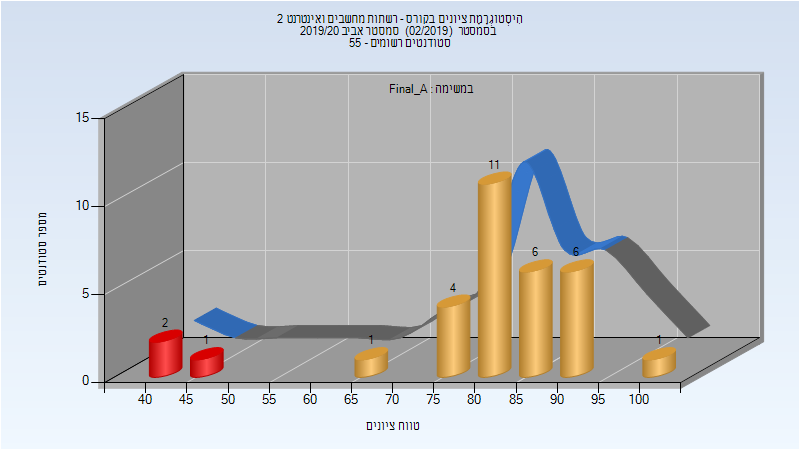 היסטוגרמת ציונים בקורס - רשתות מחשבים ואינטרנט 2
בסמסטר (02/2019) סמסטר אביב 2019/20
סטודנטים רשומים - 55
במשימה : Final_A
15
10
5
0
מספר סטודנטים
2
1
1
4
11
6
6
1
40 45 50 55 60 65 70 75 80 85 90 95 100
טווח ציונים